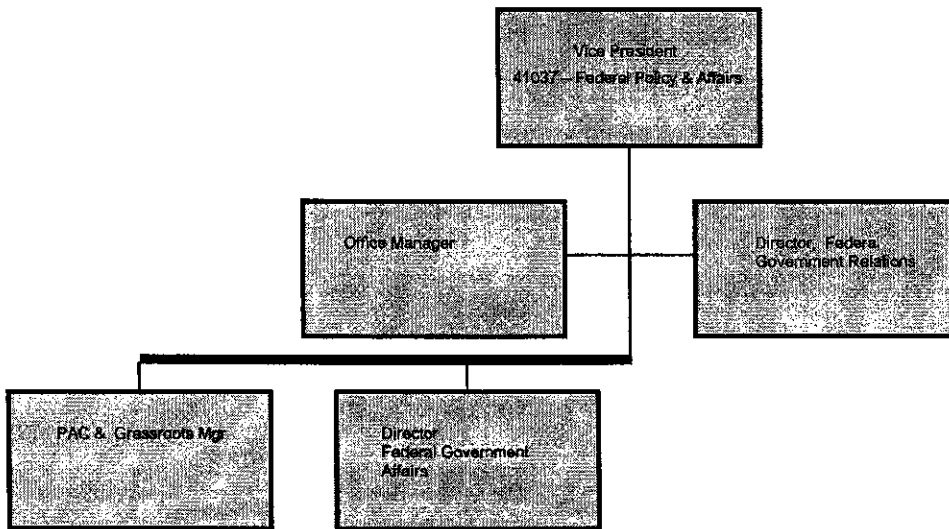 Vice President
41037 – Federal Policy & Affairs
Office Manager
Director, Federal
Government Relations
PAC & Grassroots Mgr
Director
Federal Government
Affairs